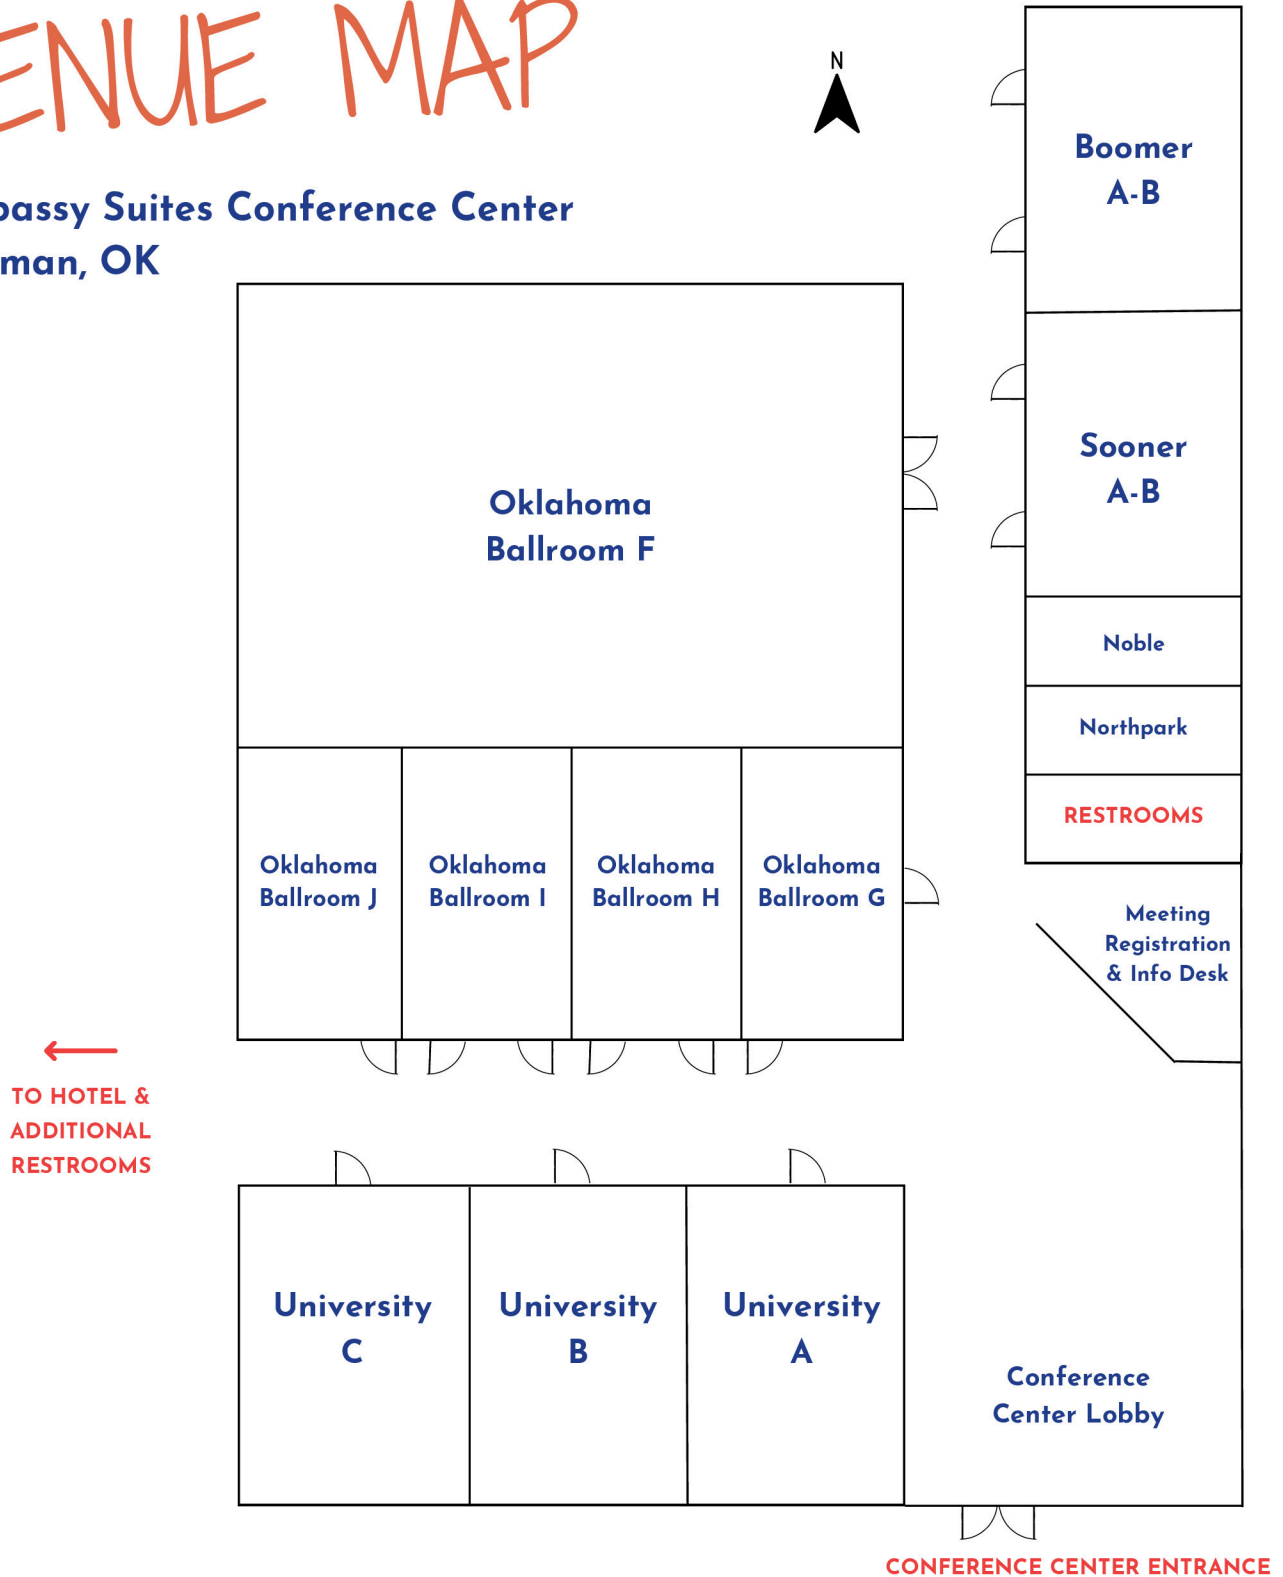 ENUE MAP
N
bassy Suites Conference Center
man, OK
Boomer
A-B
Sooner
A-B
Oklahoma
Ballroom F
Noble
Northpark
RESTROOMS
Oklahoma
Ballroom J
Oklahoma
Ballroom I
Oklahoma
Ballroom H
Oklahoma
Ballroom G
Meeting
Registration
& Info Desk
TO HOTEL &
ADDITIONAL
RESTROOMS
University
C
University
B
University
A
Conference
Center Lobby
CONFERENCE CENTER ENTRANCE